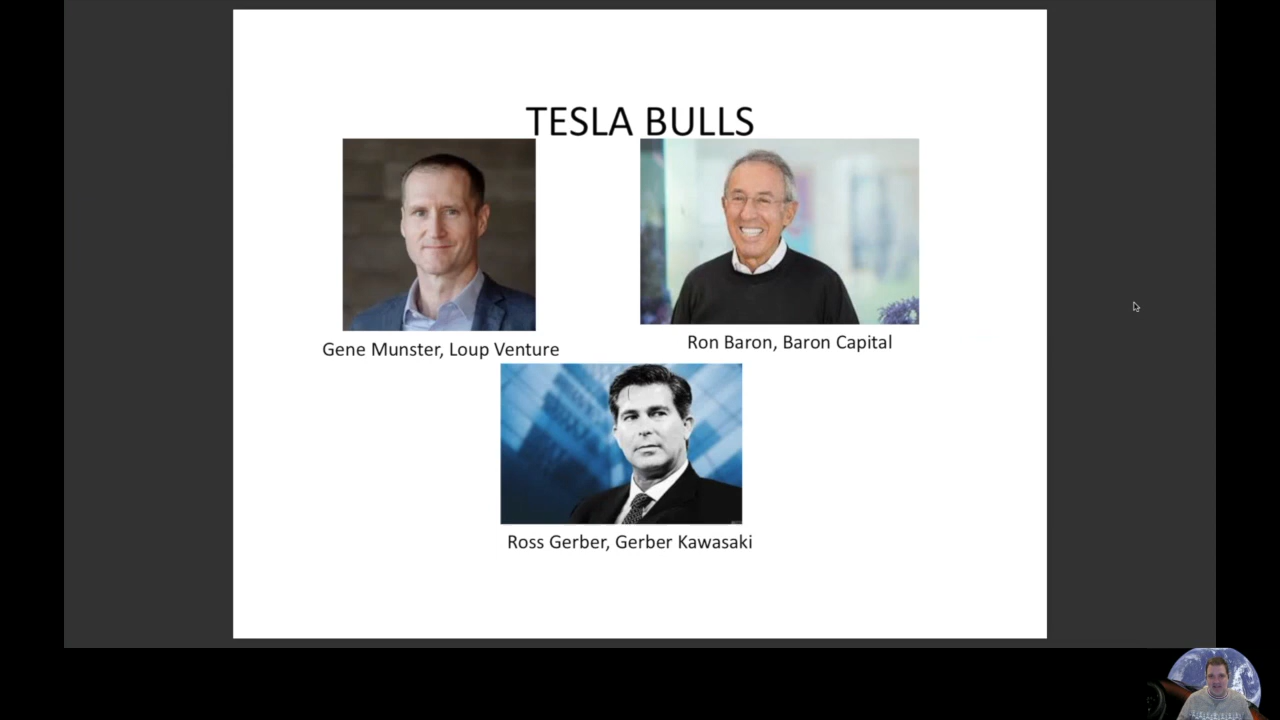 TESLA BULLS
Gene Munster, Loup Venture
Ron Baron, Baron Capital
Ross Gerber, Gerber Kawasaki